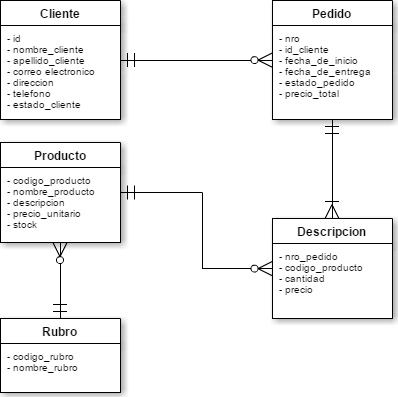 Cliente
- id
- nombre_cliente
- apellido_cliente
- correo electronico
- direccion
- telefono
- estado_cliente
Pedido
- nro
- id_cliente
- fecha_de_inicio
- fecha_de_entrega
- estado_pedido
- precio_total
Producto
- codigo_producto
- nombre_producto
- descripcion
- precio_unitario
- stock
Descripcion
- nro_pedido
- codigo_producto
- cantidad
- precio
Rubro
- codigo_rubro
- nombre_rubro